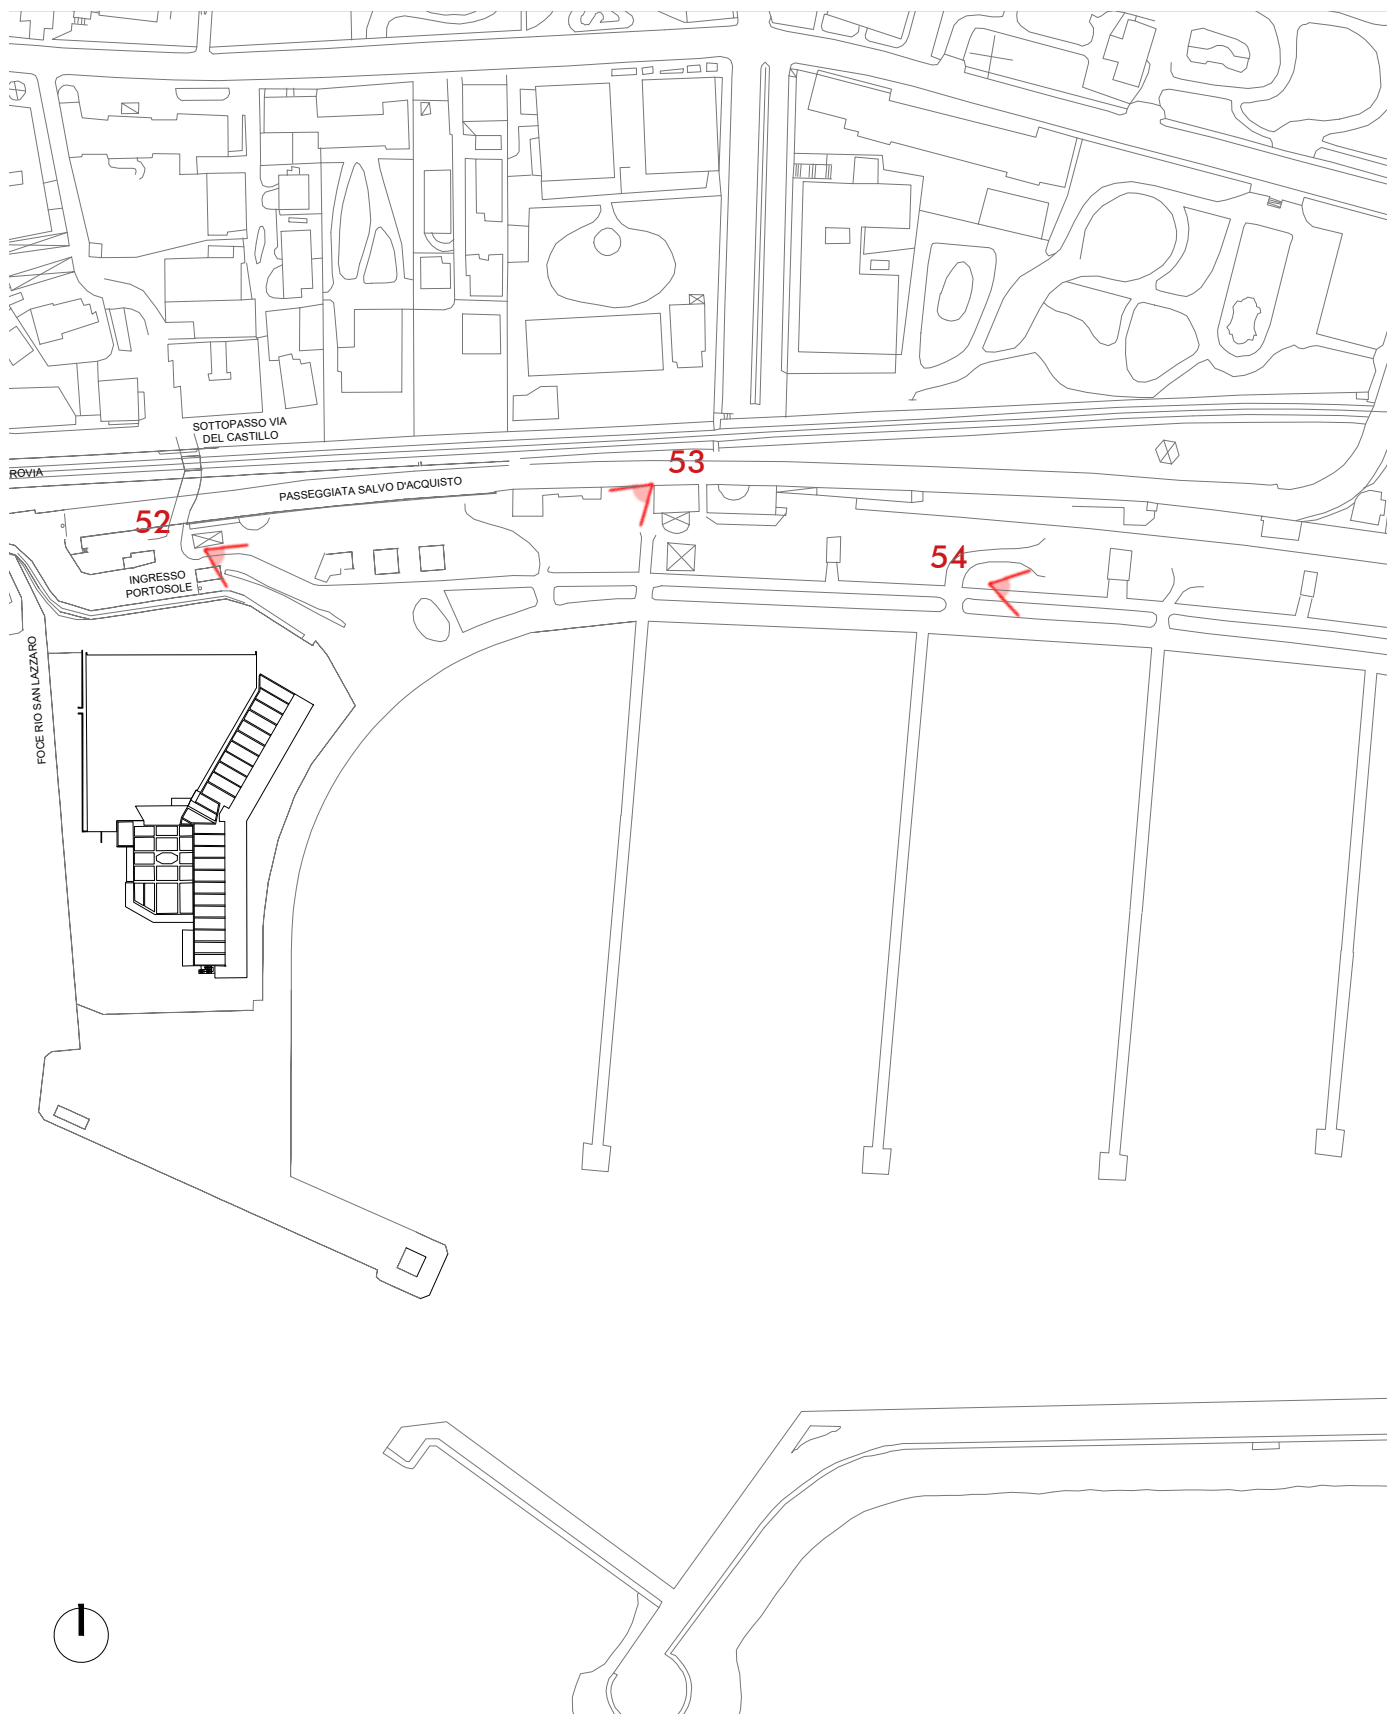 SOTTOPASSO VIA
DEL CASTILLO
ROVIA
PASSEGGIATA SALVO D'ACQUISTO
53
52
54
INGRESSO
PORTOSOLE
FOCE RIO SAN LAZZARO